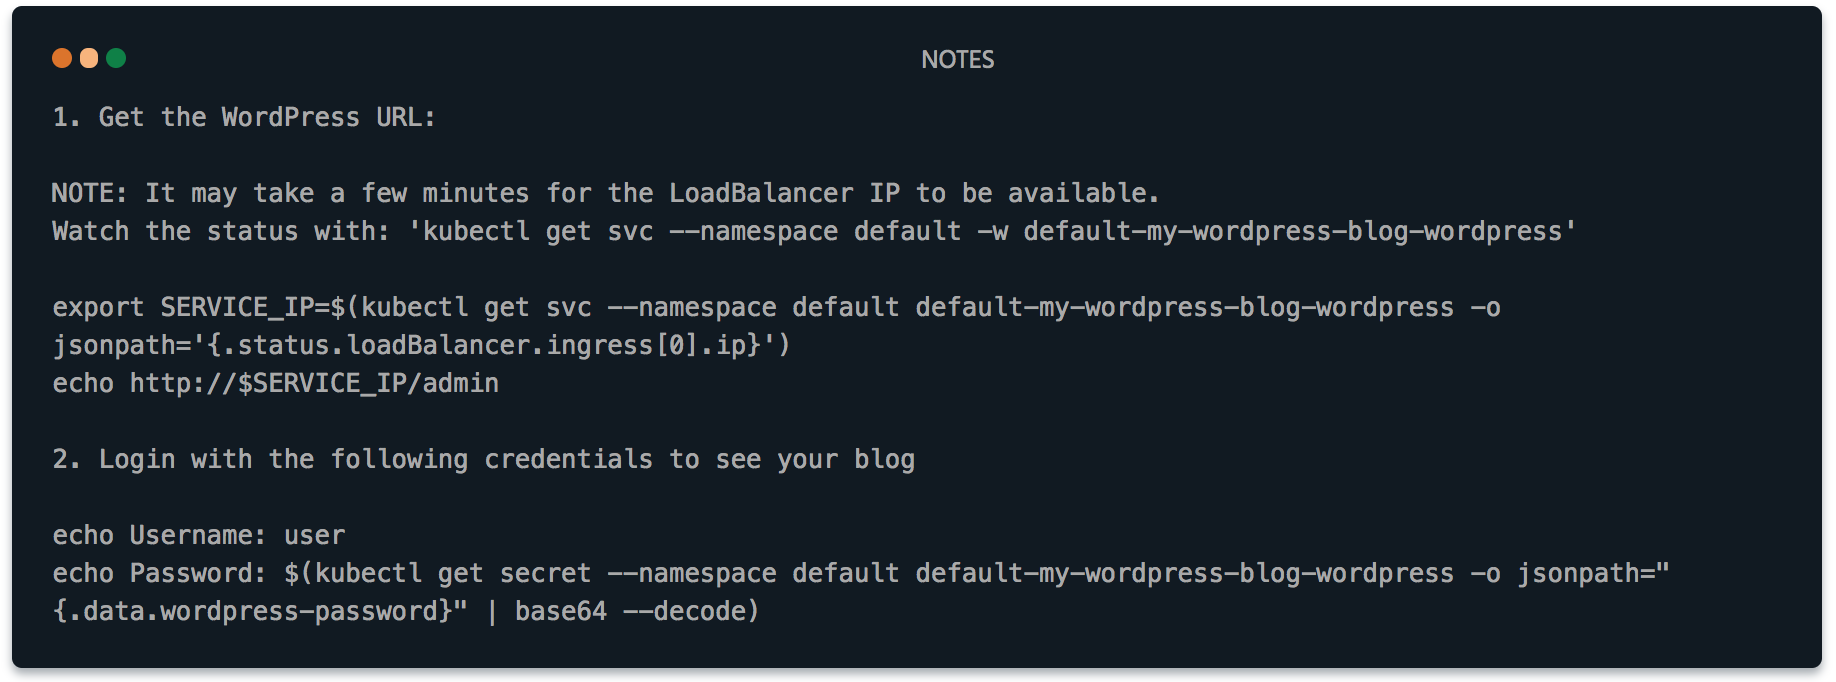 NOTES
1. Get the WordPress URL:
NOTE: It may take a few minutes for the LoadBalancer IP to be available.
Watch the status with: 'kubectl get svc --namespace default -w default-my-wordpress-blog-wordpress'
export SERVICE_IP=$(kubectl get svc --namespace default default-my-wordpress-blog-wordpress -o
jsonpath='{.status.loadBalancer.ingress[0].ip}')
echo http://$SERVICE_IP/admin
2. Login with the following credentials to see your blog
echo Username: user
echo Password: $(kubectl get secret --namespace default default-my-wordpress-blog-wordpress -o jsonpath="
{.data.wordpress-password}" | base64 --decode)